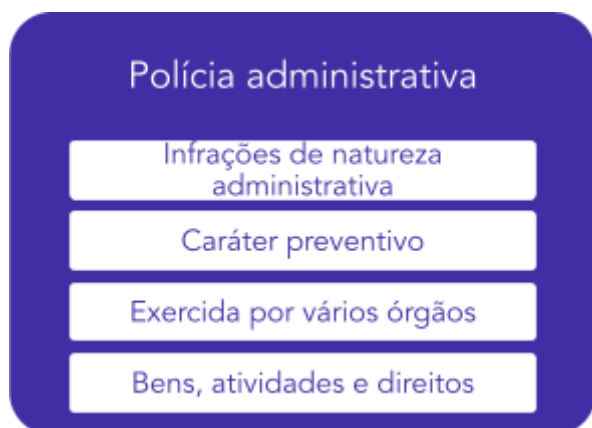 Polícia administrativa
Infrações de natureza
administrativa
Caráter preventivo
Exercida por vários órgãos
Bens, atividades e direitos